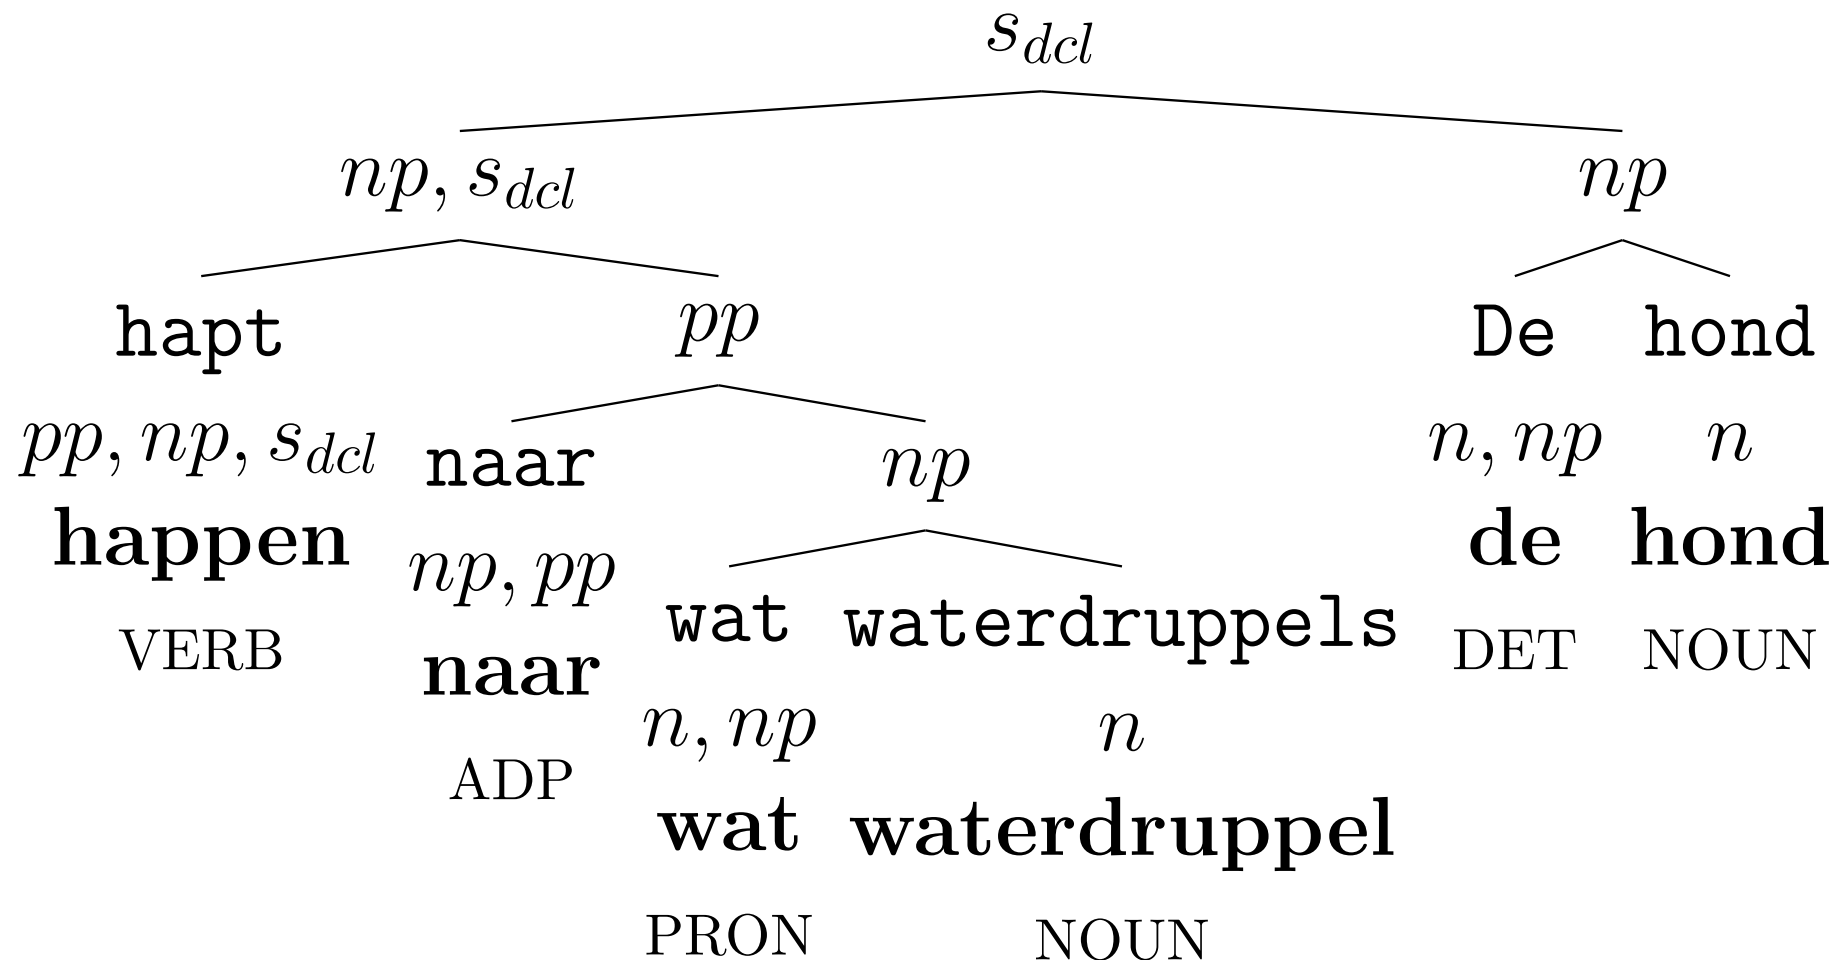 s_dcl
np, s_dcl np
hapt pp De hond
pp, np, s_dcl naar np n, np n
happen np, pp de hond
VERB naar wat waterdruppels DET NOUN
ADP n, np n
wat waterdruppel
PRON NOUN